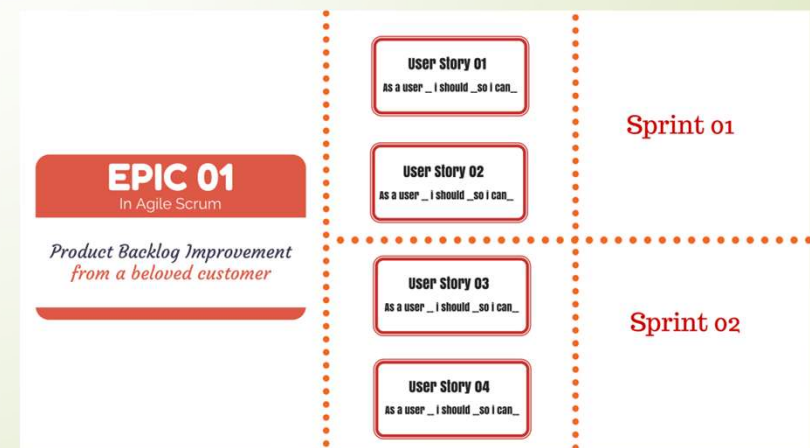 EPIC 01
In Agile Scrum
Product Backlog Improvement
from a beloved customer
User Story 01
As a user _ i should _so i can_
User Story 02
As a user _ i should _so i can_
Sprint 01
User Story 03
As a user _ i should _so i can_
User Story 04
As a user _ i should _so i can_
Sprint 02